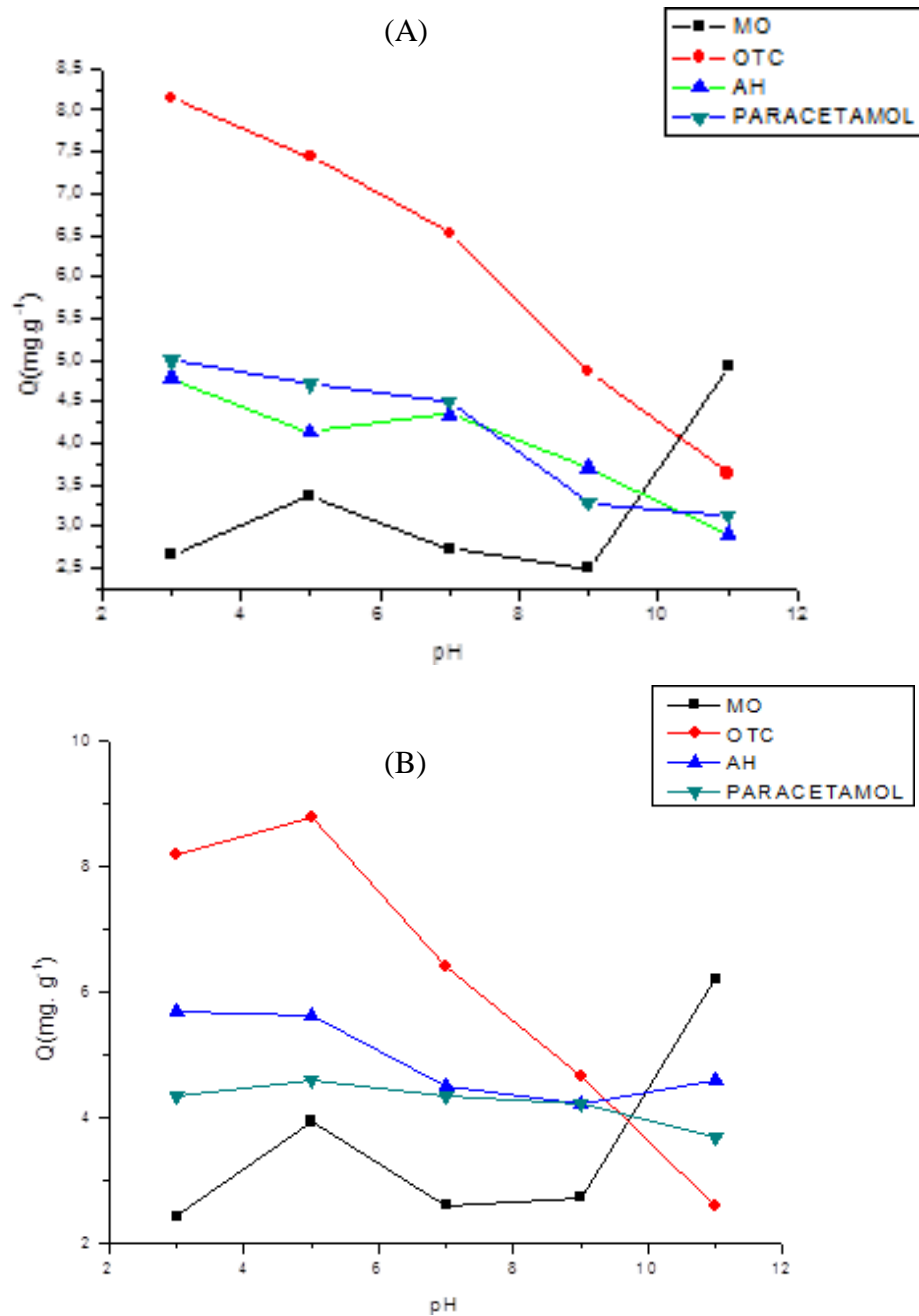 (A)
MO
OTC
AH
PARACETAMOL
8,5
8,0
7,5
7,0
6,5
6,0
5,5
5,0
4,5
4,0
3,5
3,0
2,5
Q(mg.g-1)
2 4 6 8 10 12
pH
MO
OTC
AH
PARACETAMOL
(B)
10
8
6
4
2
Q(mg. g-1)
2 4 6 8 10 12
pH